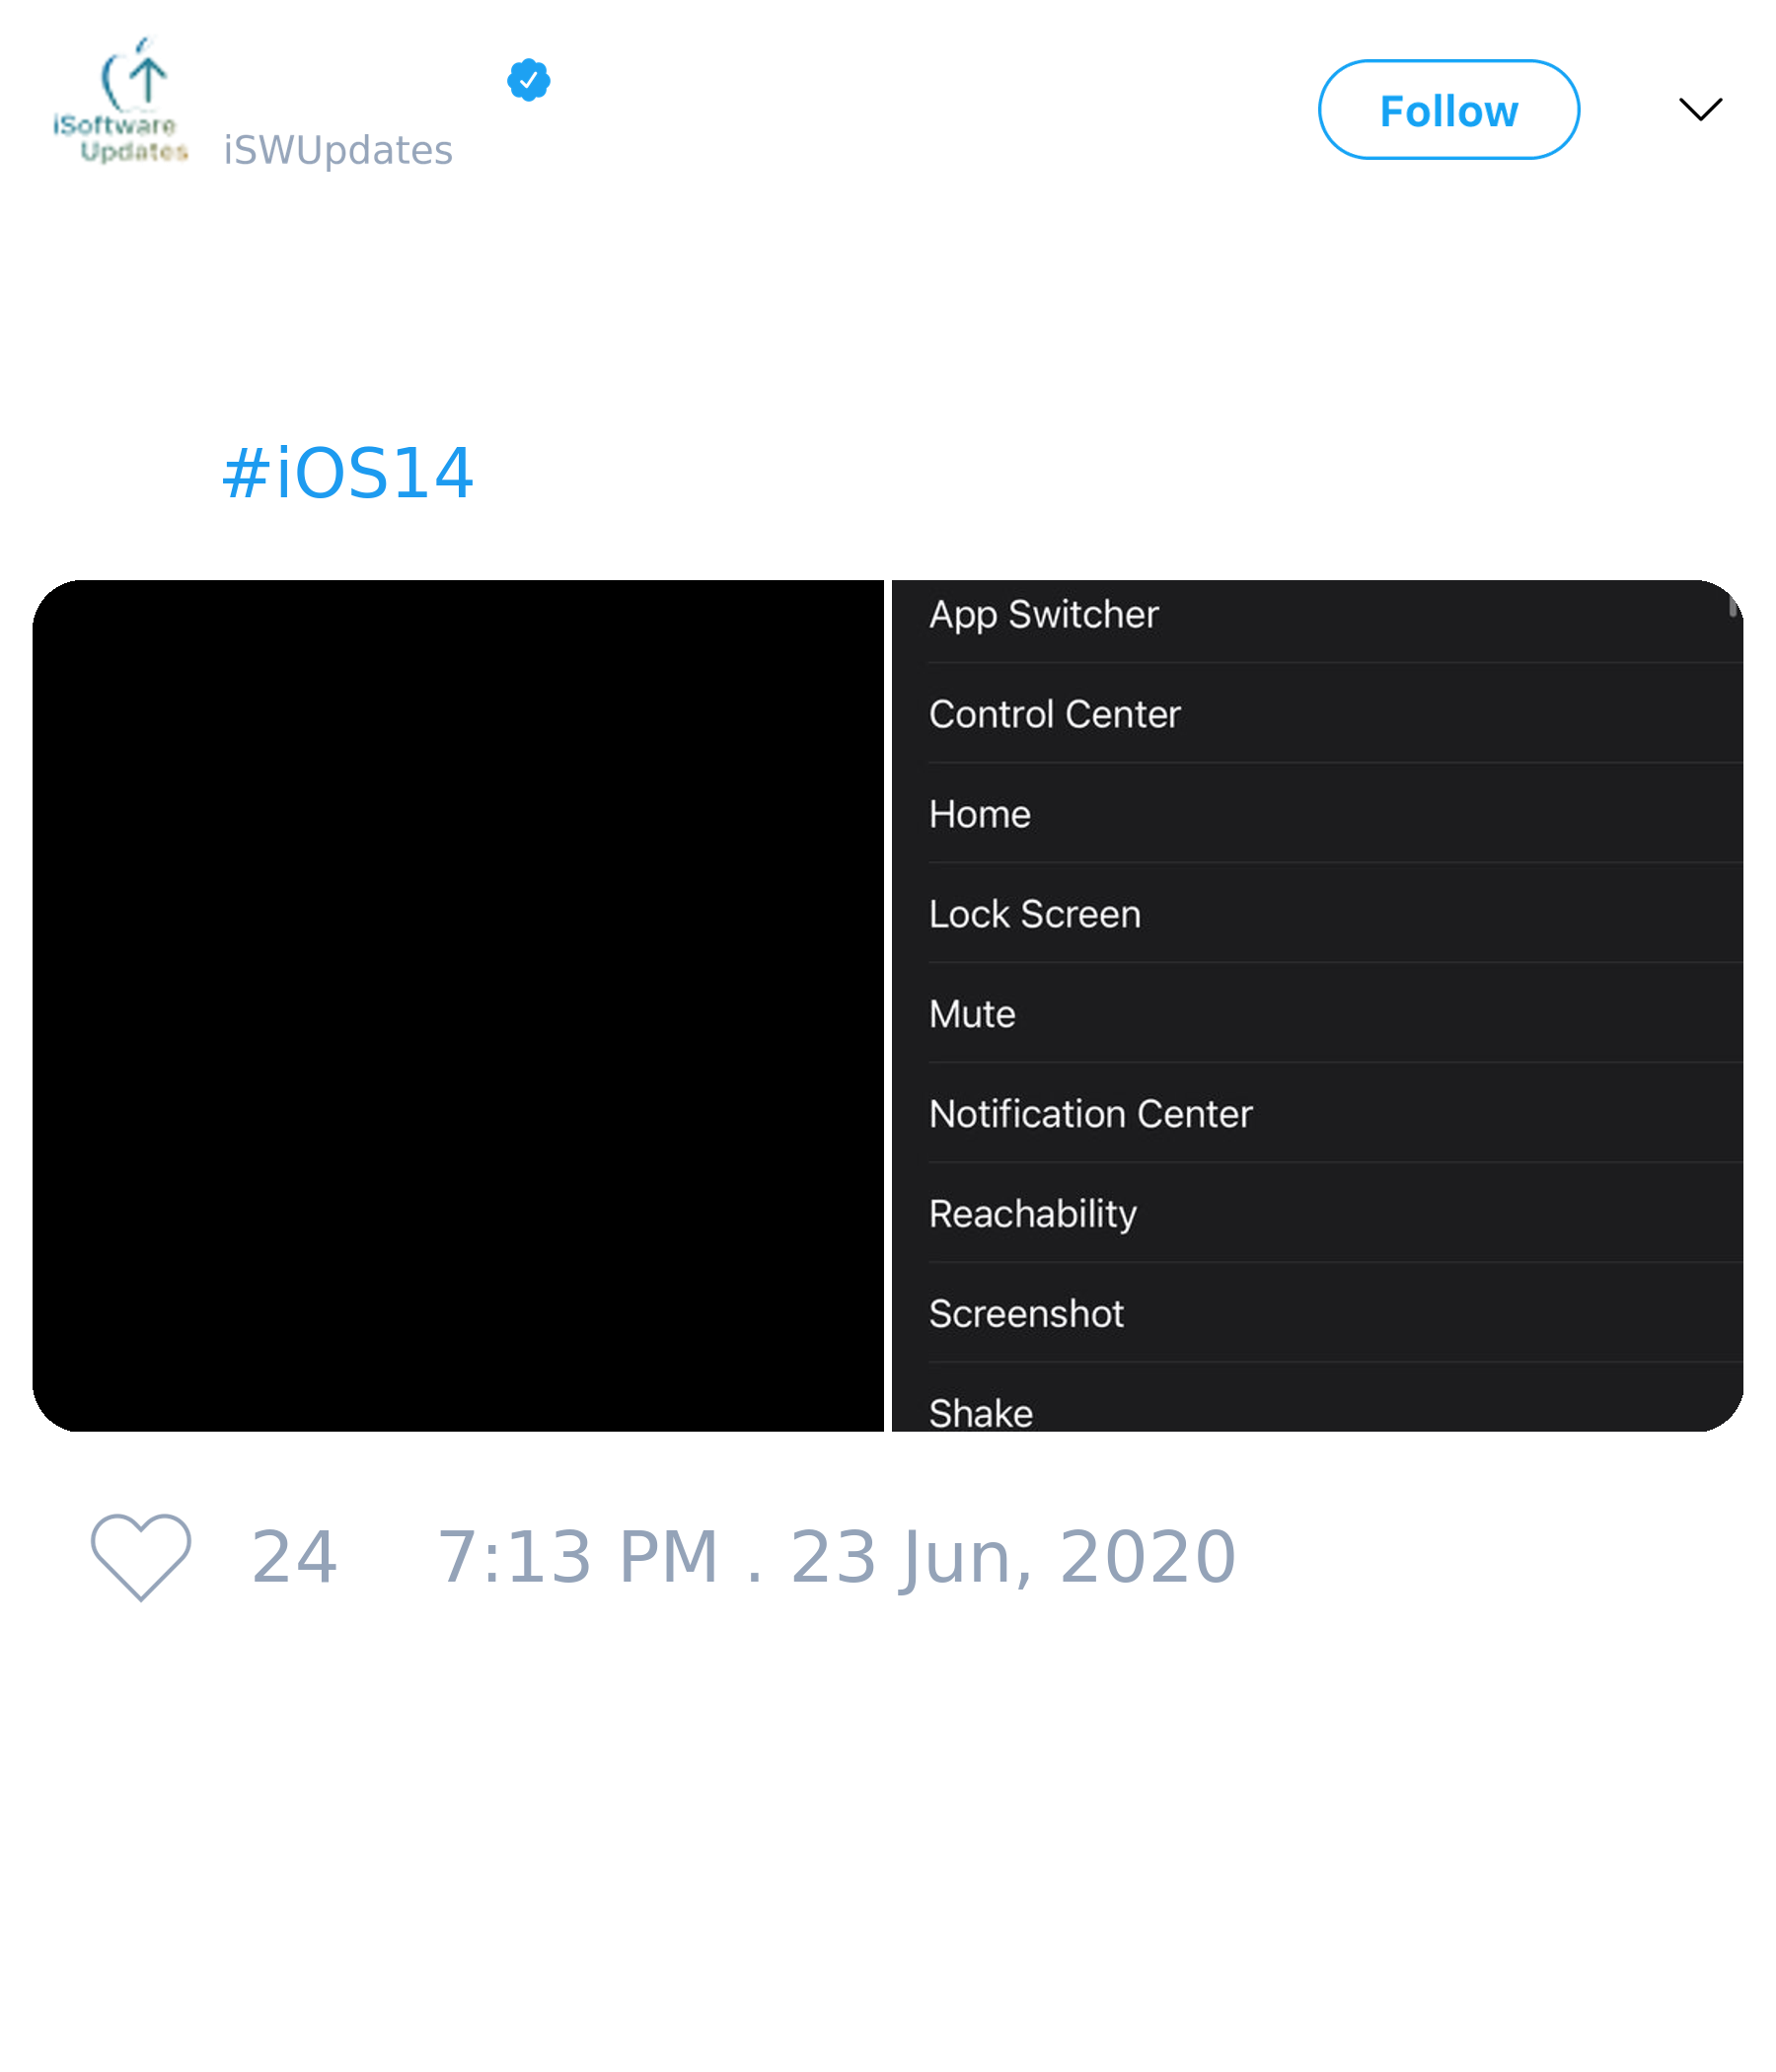 iSoftware
Updates
iSWUpdates
Follow
#iOS14
App Switcher
Control Center
Home
Lock Screen
Mute
Notification Center
Reachability
Screenshot
Shake
24
7:13 PM . 23 Jun, 2020